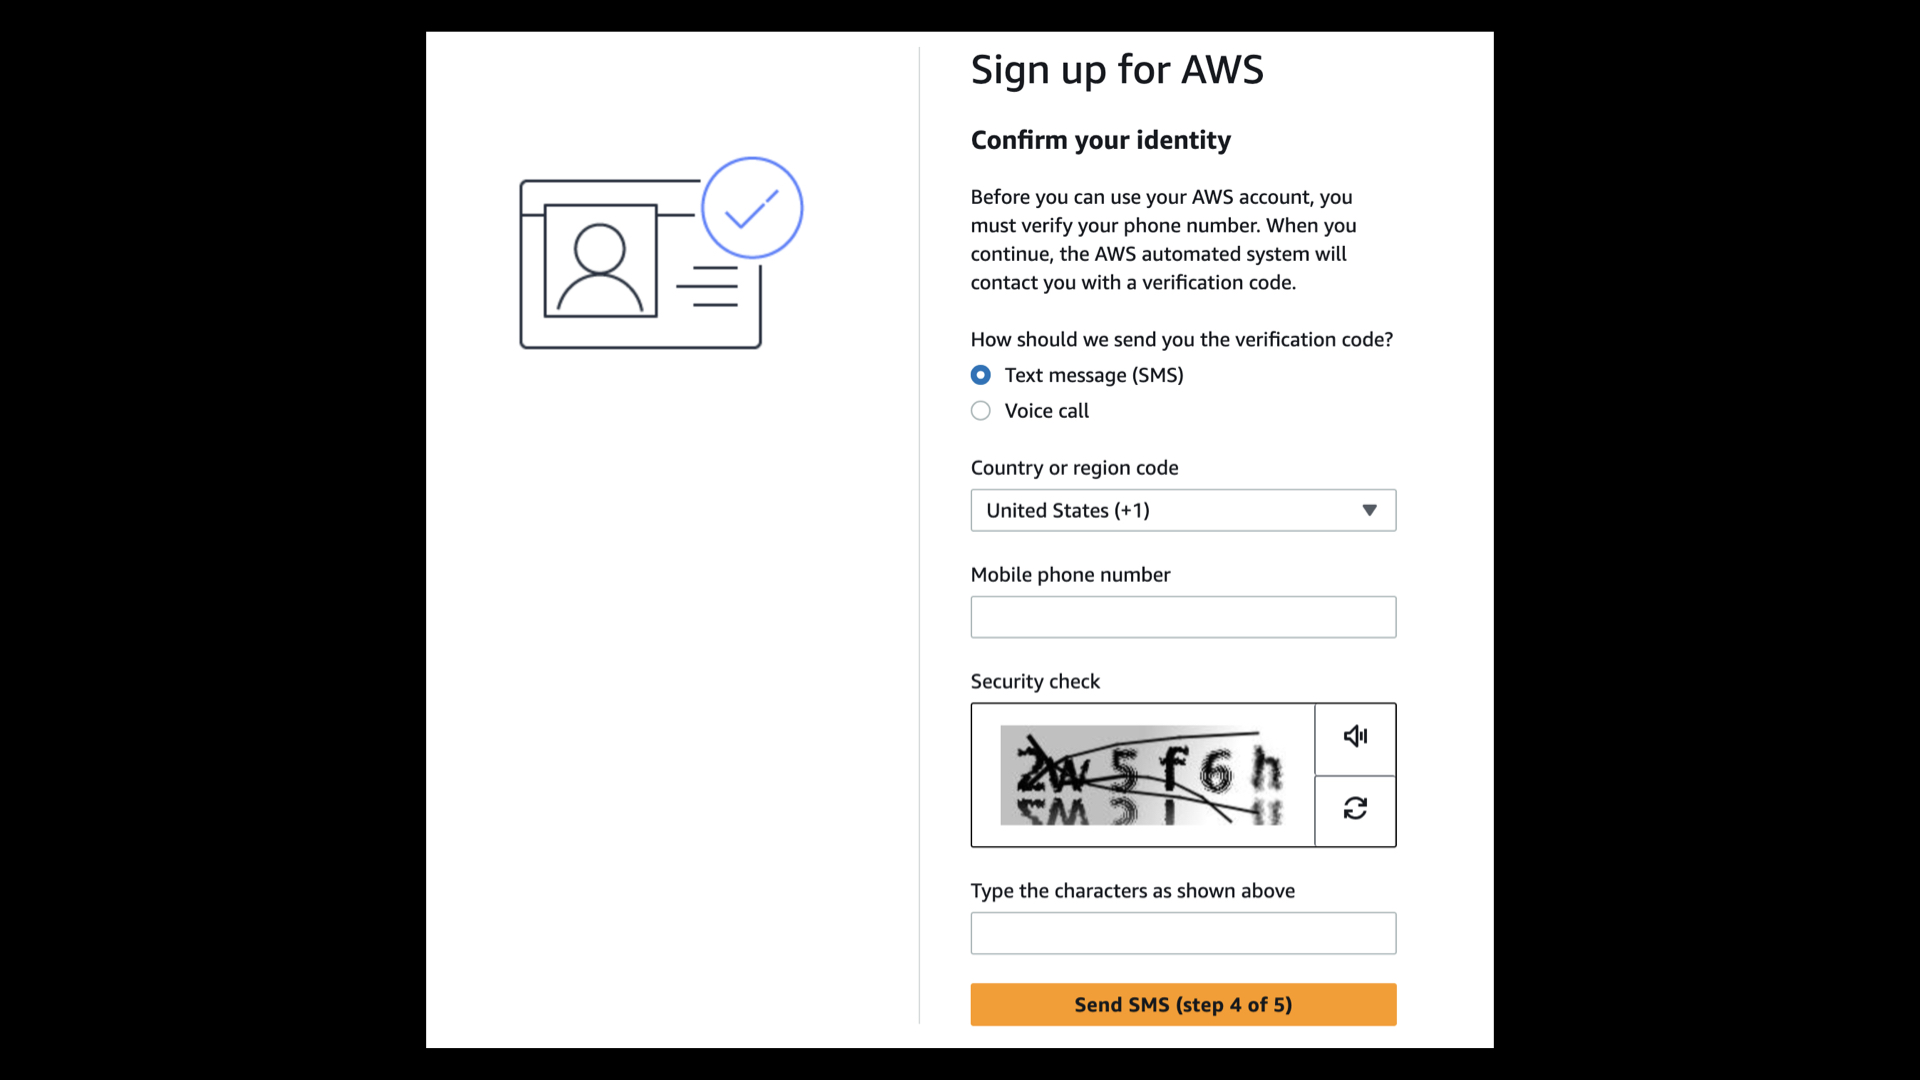 Sign up for AWS
Confirm your identity
Before you can use your AWS account, you
must verify your phone number. When you
continue, the AWS automated system will
contact you with a verification code.
How should we send you the verification code?
Text message (SMS)
Voice call
Country or region code
United States (+1)
Mobile phone number
Security check
2w5f6h
Type the characters as shown above
Send SMS (step 4 of 5)